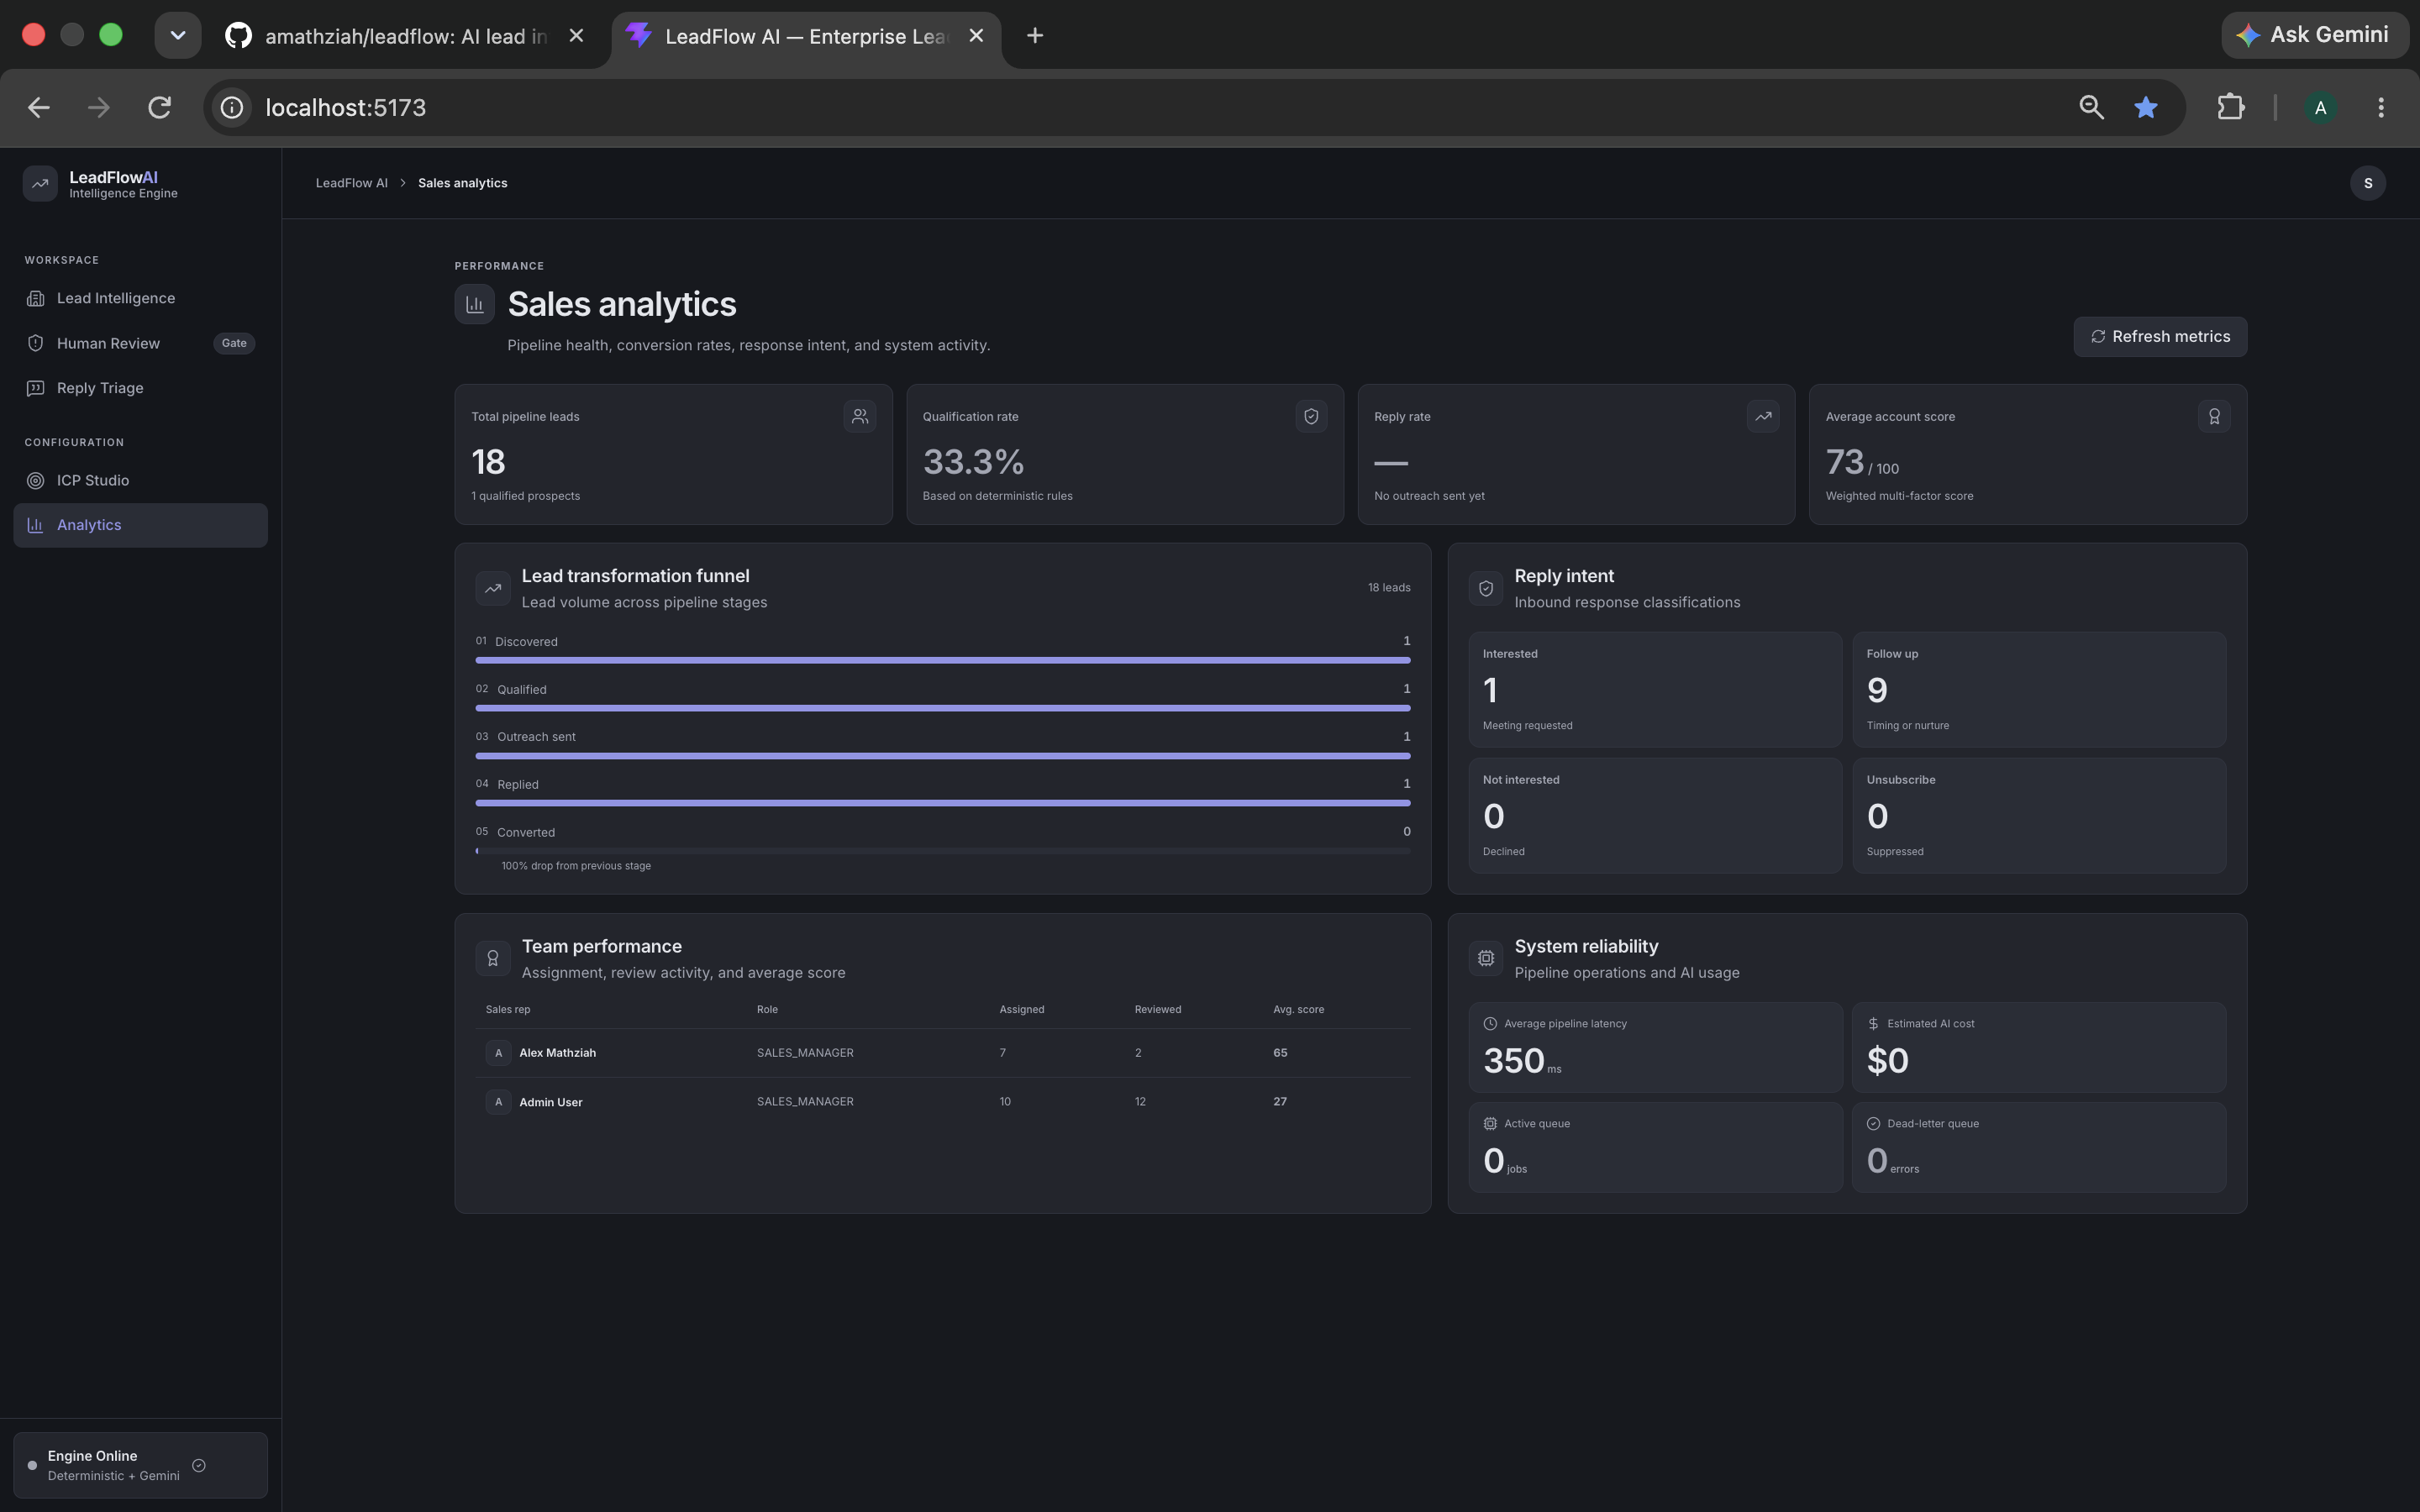 amathziah/leadflow: AI lead in
LeadFlow AI — Enterprise Lea
Ask Gemini
localhost:5173
A
LeadFlowAI
Intelligence Engine
LeadFlow AI > Sales analytics
S
WORKSPACE
Lead Intelligence
Human Review
Gate
Reply Triage
CONFIGURATION
ICP Studio
Analytics
PERFORMANCE
Sales analytics
Pipeline health, conversion rates, response intent, and system activity.
Refresh metrics
Total pipeline leads
18
1 qualified prospects
Qualification rate
33.3%
Based on deterministic rules
Reply rate
—
No outreach sent yet
Average account score
73 / 100
Weighted multi-factor score
Lead transformation funnel
Lead volume across pipeline stages
18 leads
01 Discovered 1
02 Qualified 1
03 Outreach sent 1
04 Replied 1
05 Converted 0
100% drop from previous stage
Reply intent
Inbound response classifications
Interested
1
Meeting requested
Follow up
9
Timing or nurture
Not interested
0
Declined
Unsubscribe
0
Suppressed
Team performance
Assignment, review activity, and average score
Sales rep Role Assigned Reviewed Avg. score
A Alex Mathziah SALES_MANAGER 7 2 65
A Admin User SALES_MANAGER 10 12 27
System reliability
Pipeline operations and AI usage
Average pipeline latency
350 ms
Estimated AI cost
$0
Active queue
0 jobs
Dead-letter queue
0 errors
Engine Online
Deterministic + Gemini